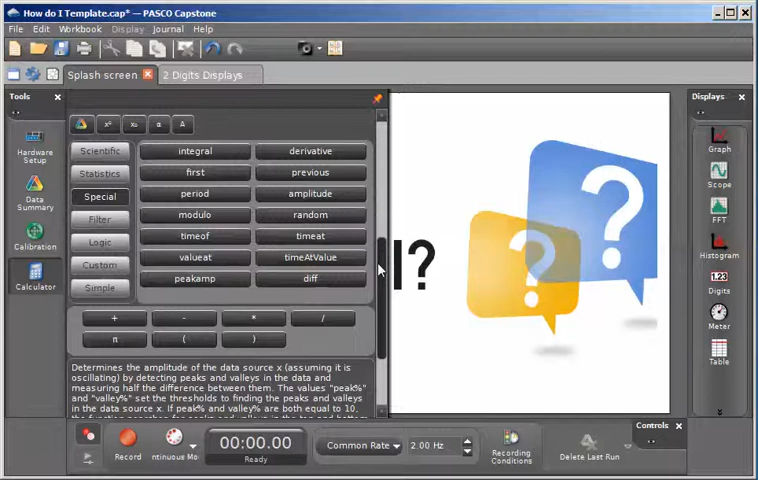 How do I Template.cap* - PASCO Capstone
File Edit Workbook Display Journal Help
Splash screen 2 Digits Displays
Tools
Displays
Hardware Setup
Data Summary
Calibration
Calculator
x⁰ xₒ α A
Scientific integral derivative
Statistics first previous
Special period amplitude
Filter modulo random
Logic timeof timeat
Custom valueat timeAtValue
Simple peakamp diff
+ - * /
π ( )
Determines the amplitude of the data source x (assuming it is
oscillating) by detecting peaks and valleys in the data and
measuring half the difference between them. The values "peak%"
and "valley%" set the thresholds to finding the peaks and
valleys in the data source x. If peak% and valley% are both equal to 10,
I?
? ?
Graph
Scope
FFT
Histogram
1.23
Digits
Meter
Table
Record
ntinuous Mo
00:00.00
Ready
Common Rate 2.00 Hz
Recording Conditions
Delete Last Run
Controls